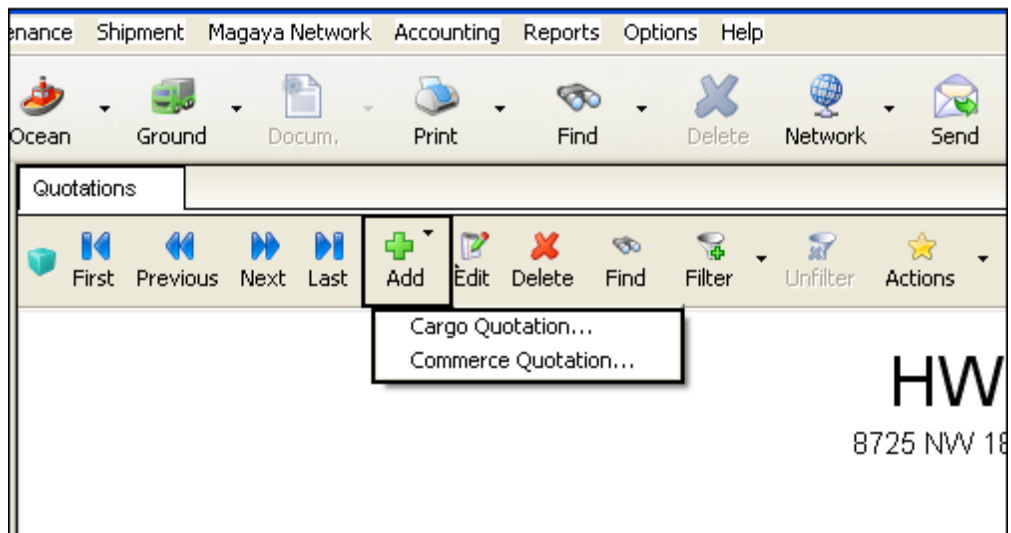 enance Shipment Magaya Network Accounting Reports Options Help
Ocean Ground Docum. Print Find Delete Network Send
Quotations
First Previous Next Last Add Edit Delete Find Filter Unfilter Actions
Cargo Quotation...
Commerce Quotation...
HW
8725 NW 18